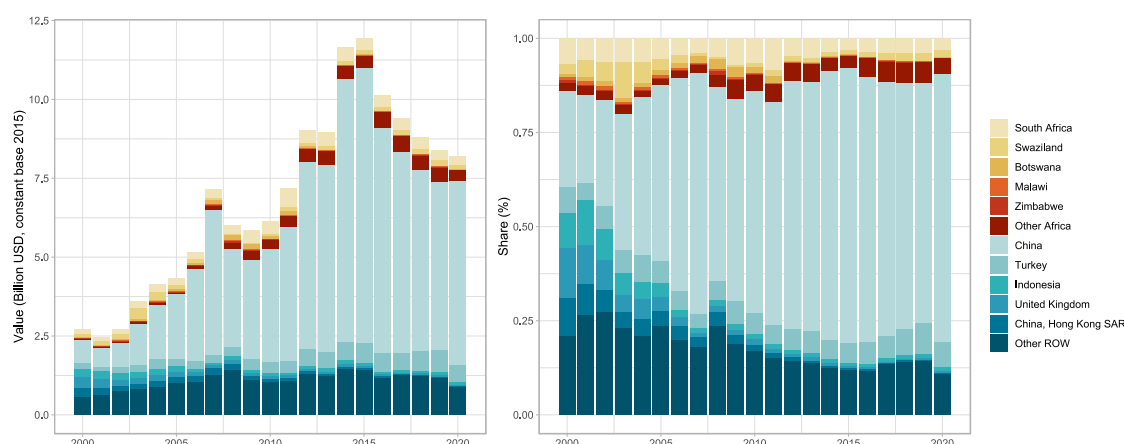 Value (Billion USD, constant base 2015)
12.5
10.0
7.5
5.0
2.5
0.0
2000
2005
2010
2015
2020
Share (%)
1.00
0.75
0.50
0.25
0.00
2000
2005
2010
2015
2020
South Africa
Swaziland
Botswana
Malawi
Zimbabwe
Other Africa
China
Turkey
Indonesia
United Kingdom
China, Hong Kong SAR
Other ROW